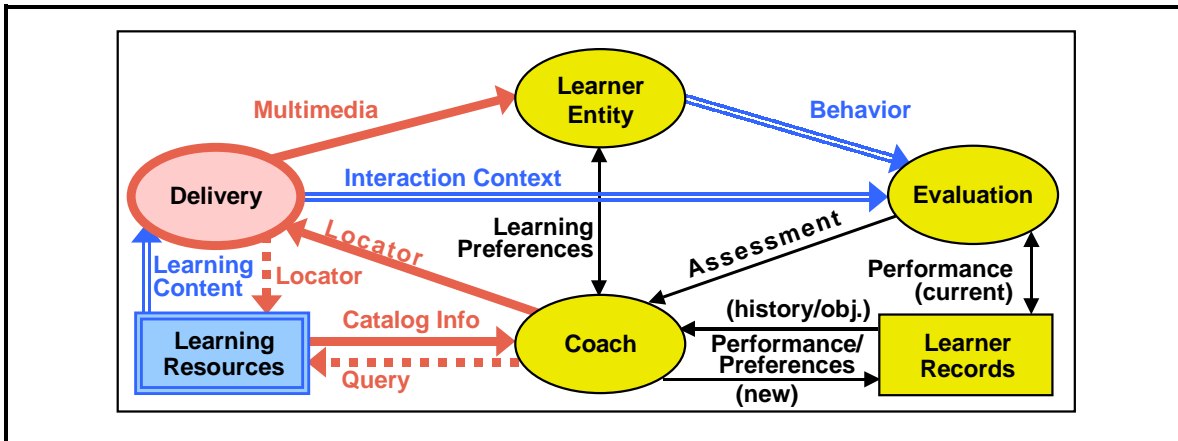 Learner
Entity
Multimedia
Behavior
Delivery
Interaction Context
Evaluation
Learning
Preferences
Locator
Assessment
Learning
Content
Locator
Performance
(current)
Learning
Resources
Catalog Info
Query
Coach
(history/obj.)
Performance/
Preferences
(new)
Learner
Records